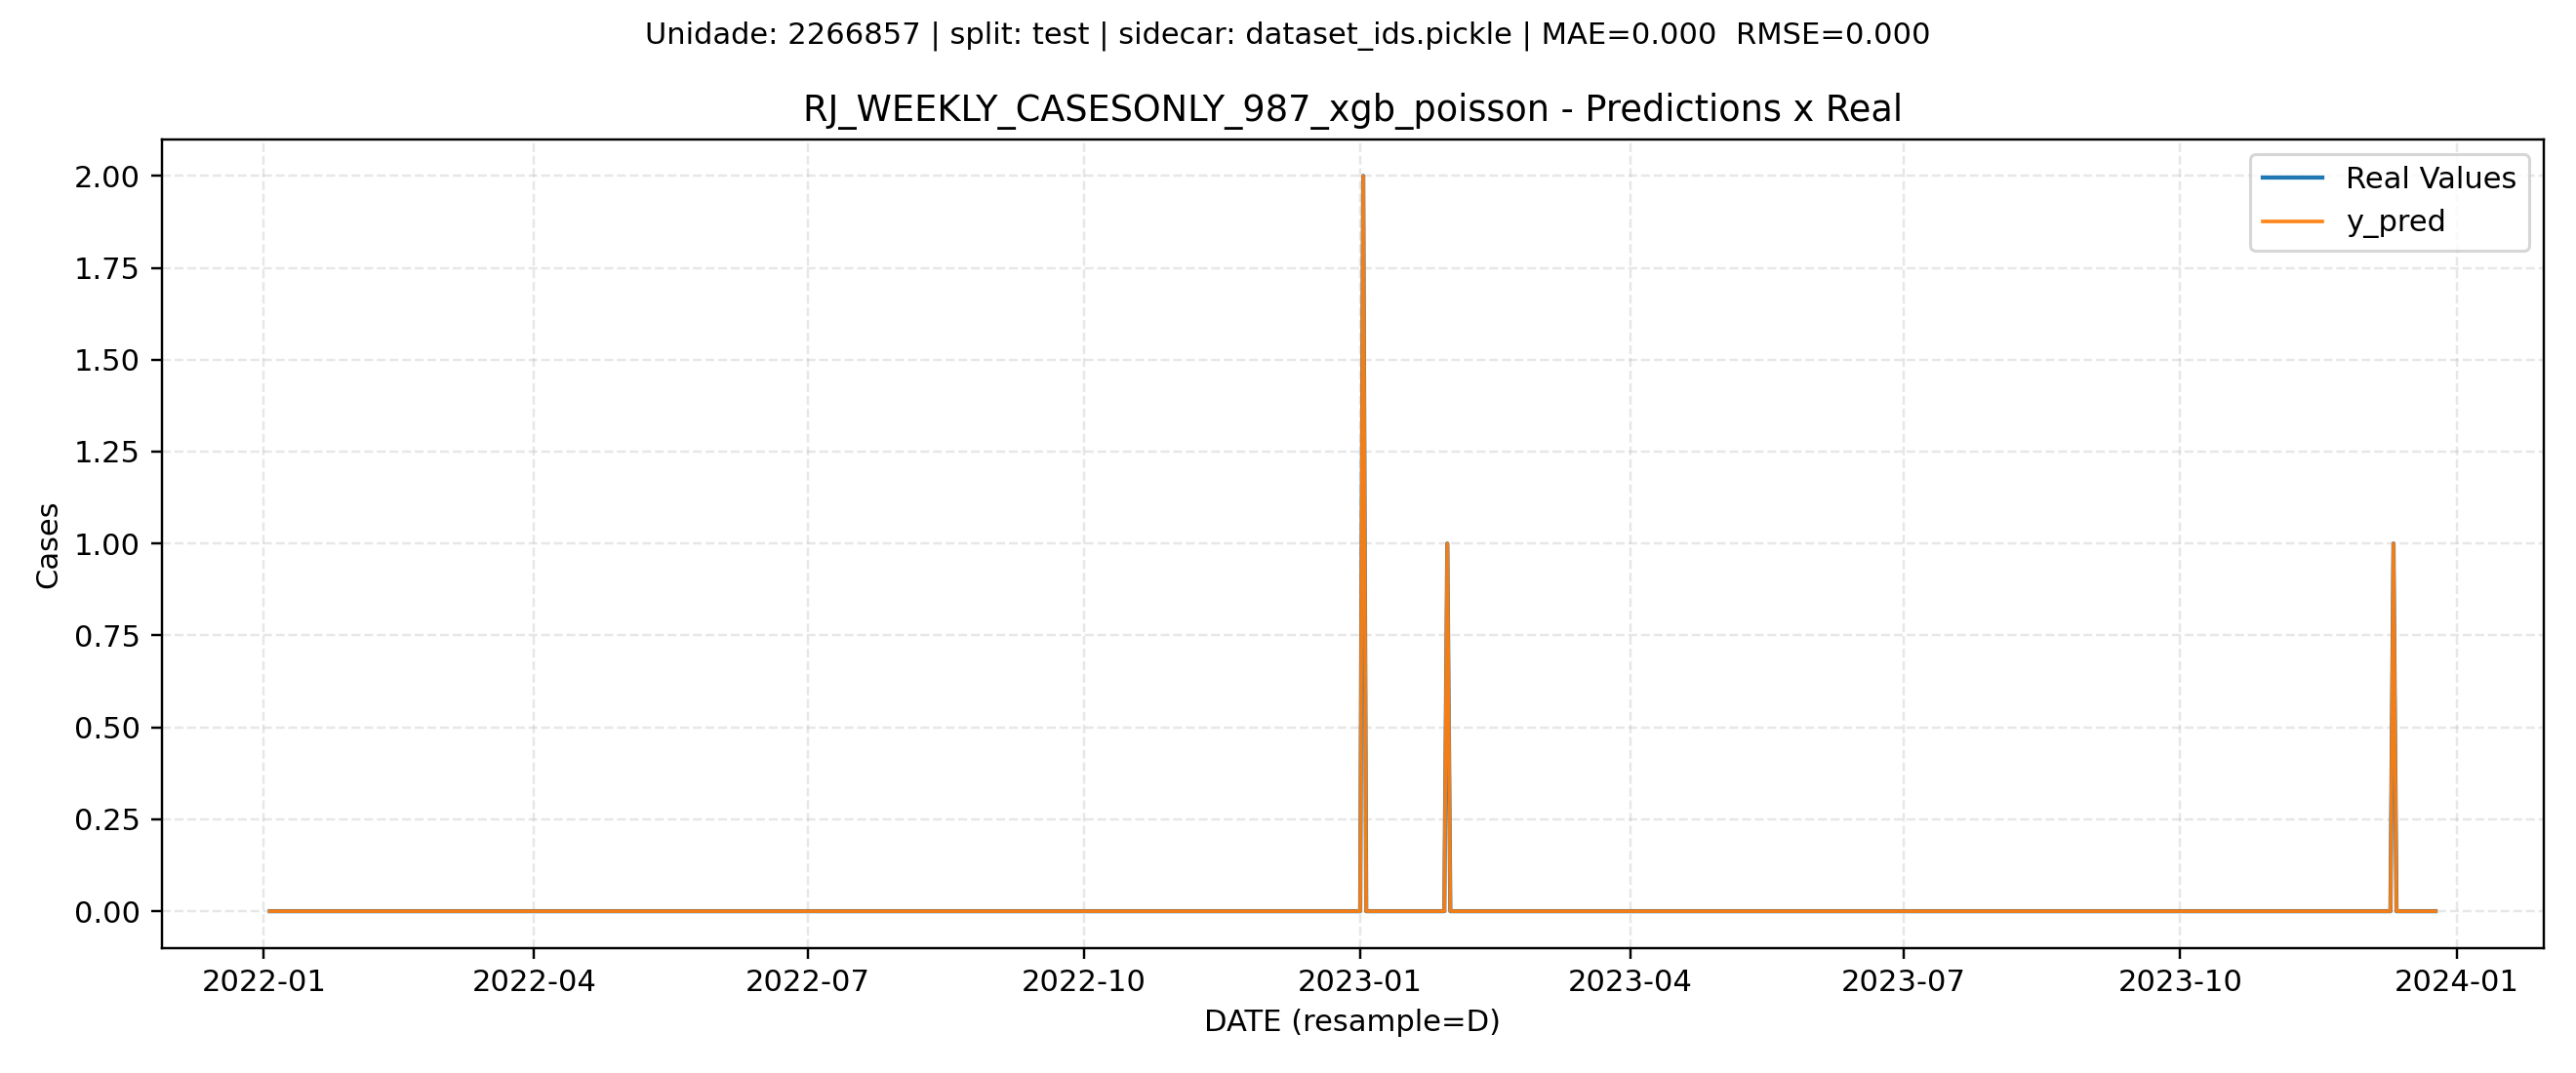 Unidade: 2266857 | split: test | sidecar: dataset_ids.pickle | MAE=0.000  RMSE=0.000
RJ_WEEKLY_CASESONLY_987_xgb_poisson - Predictions x Real
Real Values
y_pred
2.00
1.75
1.50
1.25
1.00
0.75
0.50
0.25
0.00
Cases
2022-01 2022-04 2022-07 2022-10 2023-01 2023-04 2023-07 2023-10 2024-01
DATE (resample=D)